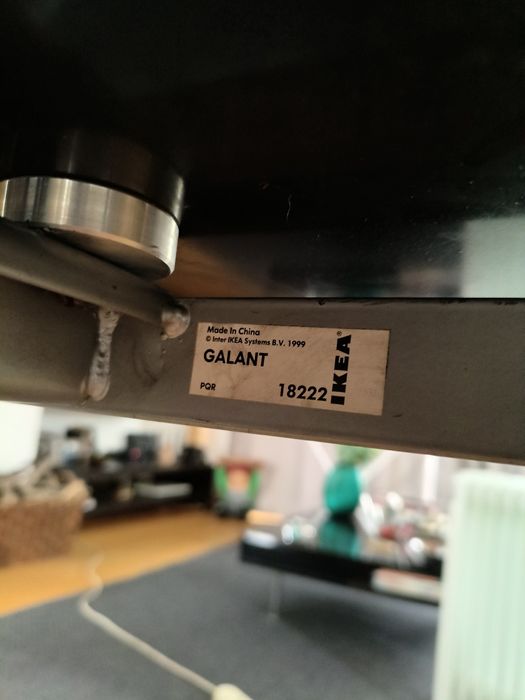 Made In China
© Inter IKEA Systems B.V. 1999
GALANT
PQR
18222
IKEA®